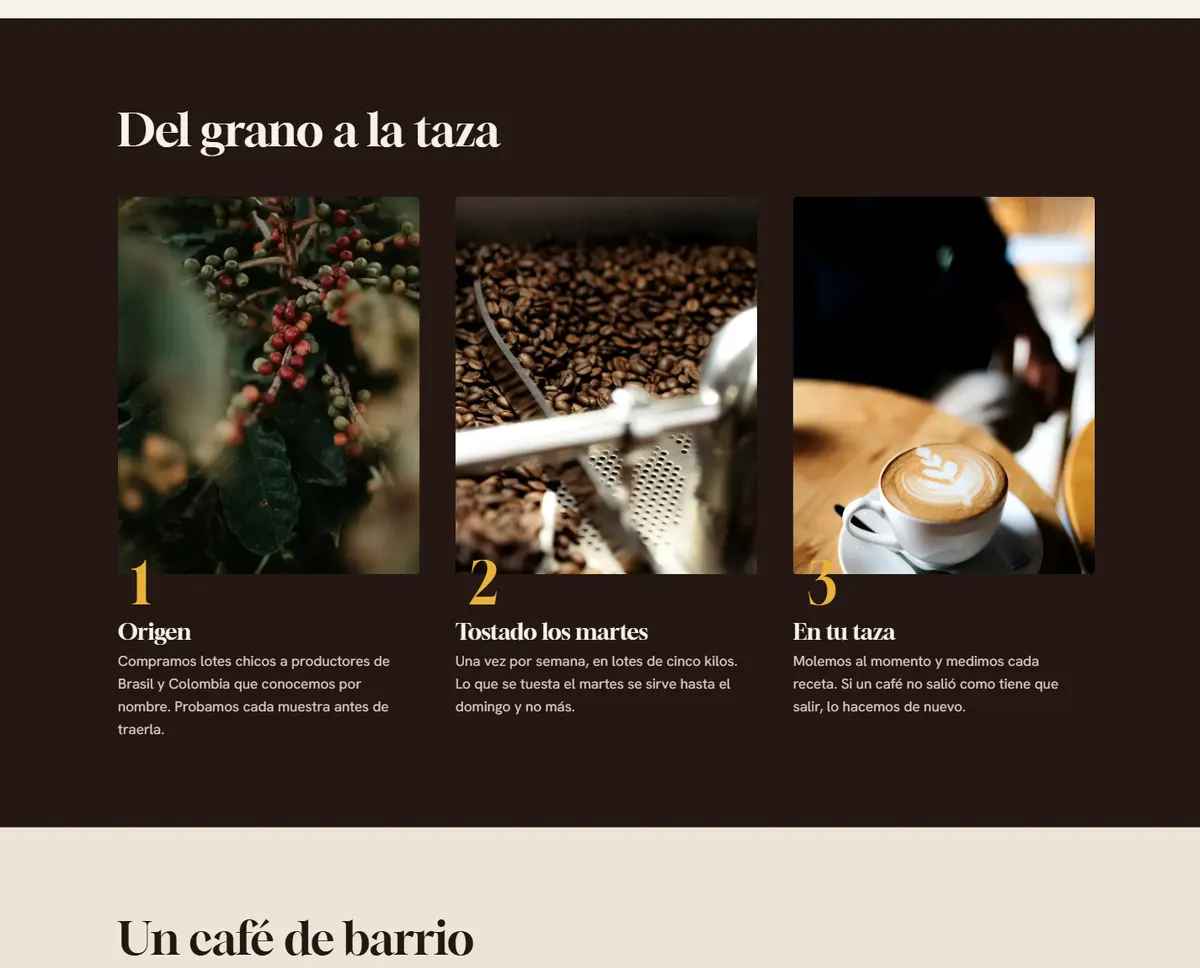 Del grano a la taza
1
Origen
Compramos lotes chicos a productores de
Brasil y Colombia que conocemos por
nombre. Probamos cada muestra antes de
traerla.
2
Tostado los martes
Una vez por semana, en lotes de cinco kilos.
Lo que se tuesta el martes se sirve hasta el
domingo y no más.
3
En tu taza
Molemos al momento y medimos cada
receta. Si un café no salió como tiene que
salir, lo hacemos de nuevo.
Un café de barrio